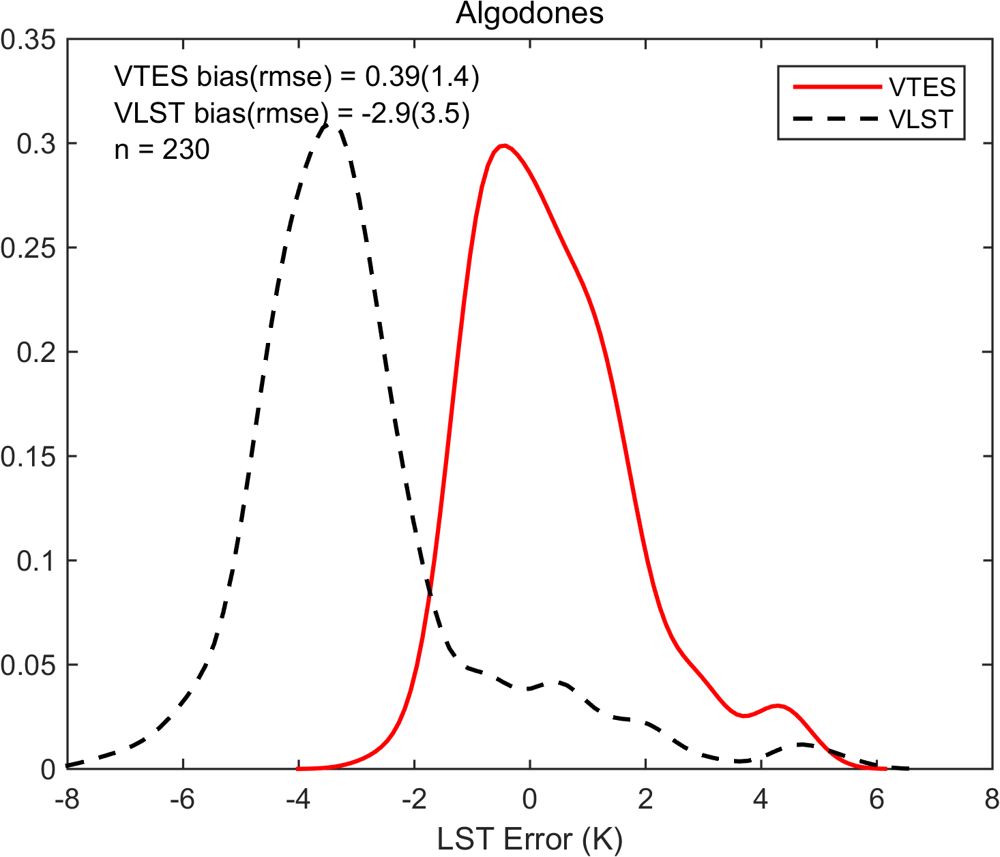 Algodones
VTES bias(rmse) = 0.39(1.4)
VLST bias(rmse) = -2.9(3.5)
n = 230
VTES
VLST
0.35
0.3
0.25
0.2
0.15
0.1
0.05
0
-8 -6 -4 -2 0 2 4 6 8
LST Error (K)